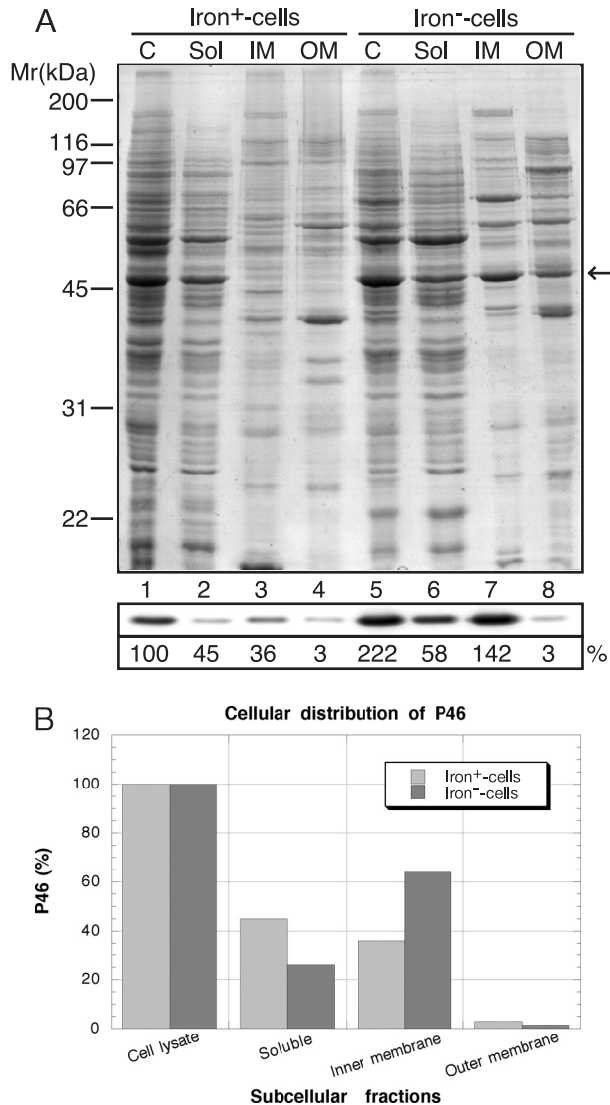 A
Iron⁺-cells Iron⁻-cells
C Sol IM OM C Sol IM OM
Mr(kDa)
200
116
97
66
←
45
31
22
1 2 3 4 5 6 7 8
100 45 36 3 222 58 142 3 %
B
Cellular distribution of P46
120
100
80
60
40
20
0
P46 (%)
Iron⁺-cells
Iron⁻-cells
Cell lysate Soluble Inner membrane Outer membrane
Subcellular fractions